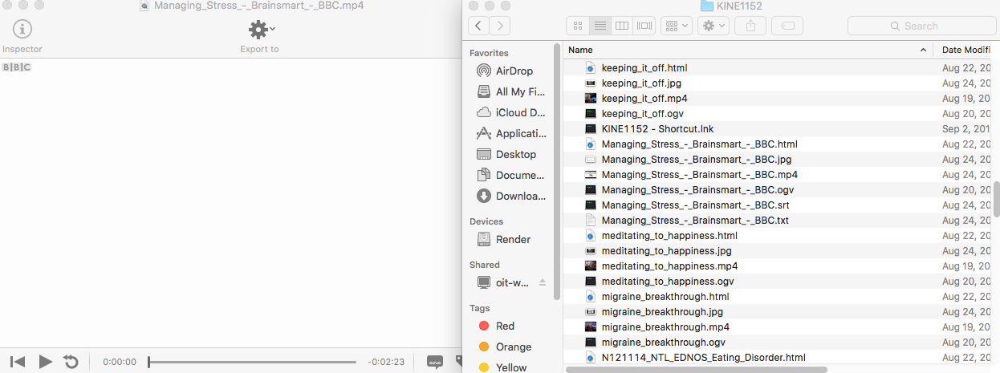 Managing_Stress_-_Brainsmart_-_BBC.mp4
Inspector
Export to
BBC
0:00:00
-0:02:23
KINE1152
Search
Favorites
AirDrop
All My Fi...
iCloud D...
Applicati...
Desktop
Docume...
Downloa...
Devices
Render
Shared
oit-w...
Tags
Red
Orange
Yellow
Name Date Modifi
keeping_it_off.html Aug 22, 20
keeping_it_off.jpg Aug 24, 20
keeping_it_off.mp4 Aug 19, 20
keeping_it_off.ogv Aug 20, 20
KINE1152 - Shortcut.lnk Sep 2, 201
Managing_Stress_-_Brainsmart_-_BBC.html Aug 22, 20
Managing_Stress_-_Brainsmart_-_BBC.jpg Aug 24, 20
Managing_Stress_-_Brainsmart_-_BBC.mp4 Aug 24, 20
Managing_Stress_-_Brainsmart_-_BBC.ogv Aug 20, 20
Managing_Stress_-_Brainsmart_-_BBC.srt Aug 24, 20
Managing_Stress_-_Brainsmart_-_BBC.txt Aug 24, 20
meditating_to_happiness.html Aug 22, 20
meditating_to_happiness.jpg Aug 24, 20
meditating_to_happiness.mp4 Aug 19, 20
meditating_to_happiness.ogv Aug 20, 20
migraine_breakthrough.html Aug 22, 20
migraine_breakthrough.jpg Aug 24, 20
migraine_breakthrough.mp4 Aug 19, 20
migraine_breakthrough.ogv Aug 20, 20
N121114_NTL_EDNOS_Eating_Disorder.html Aug 22, 20